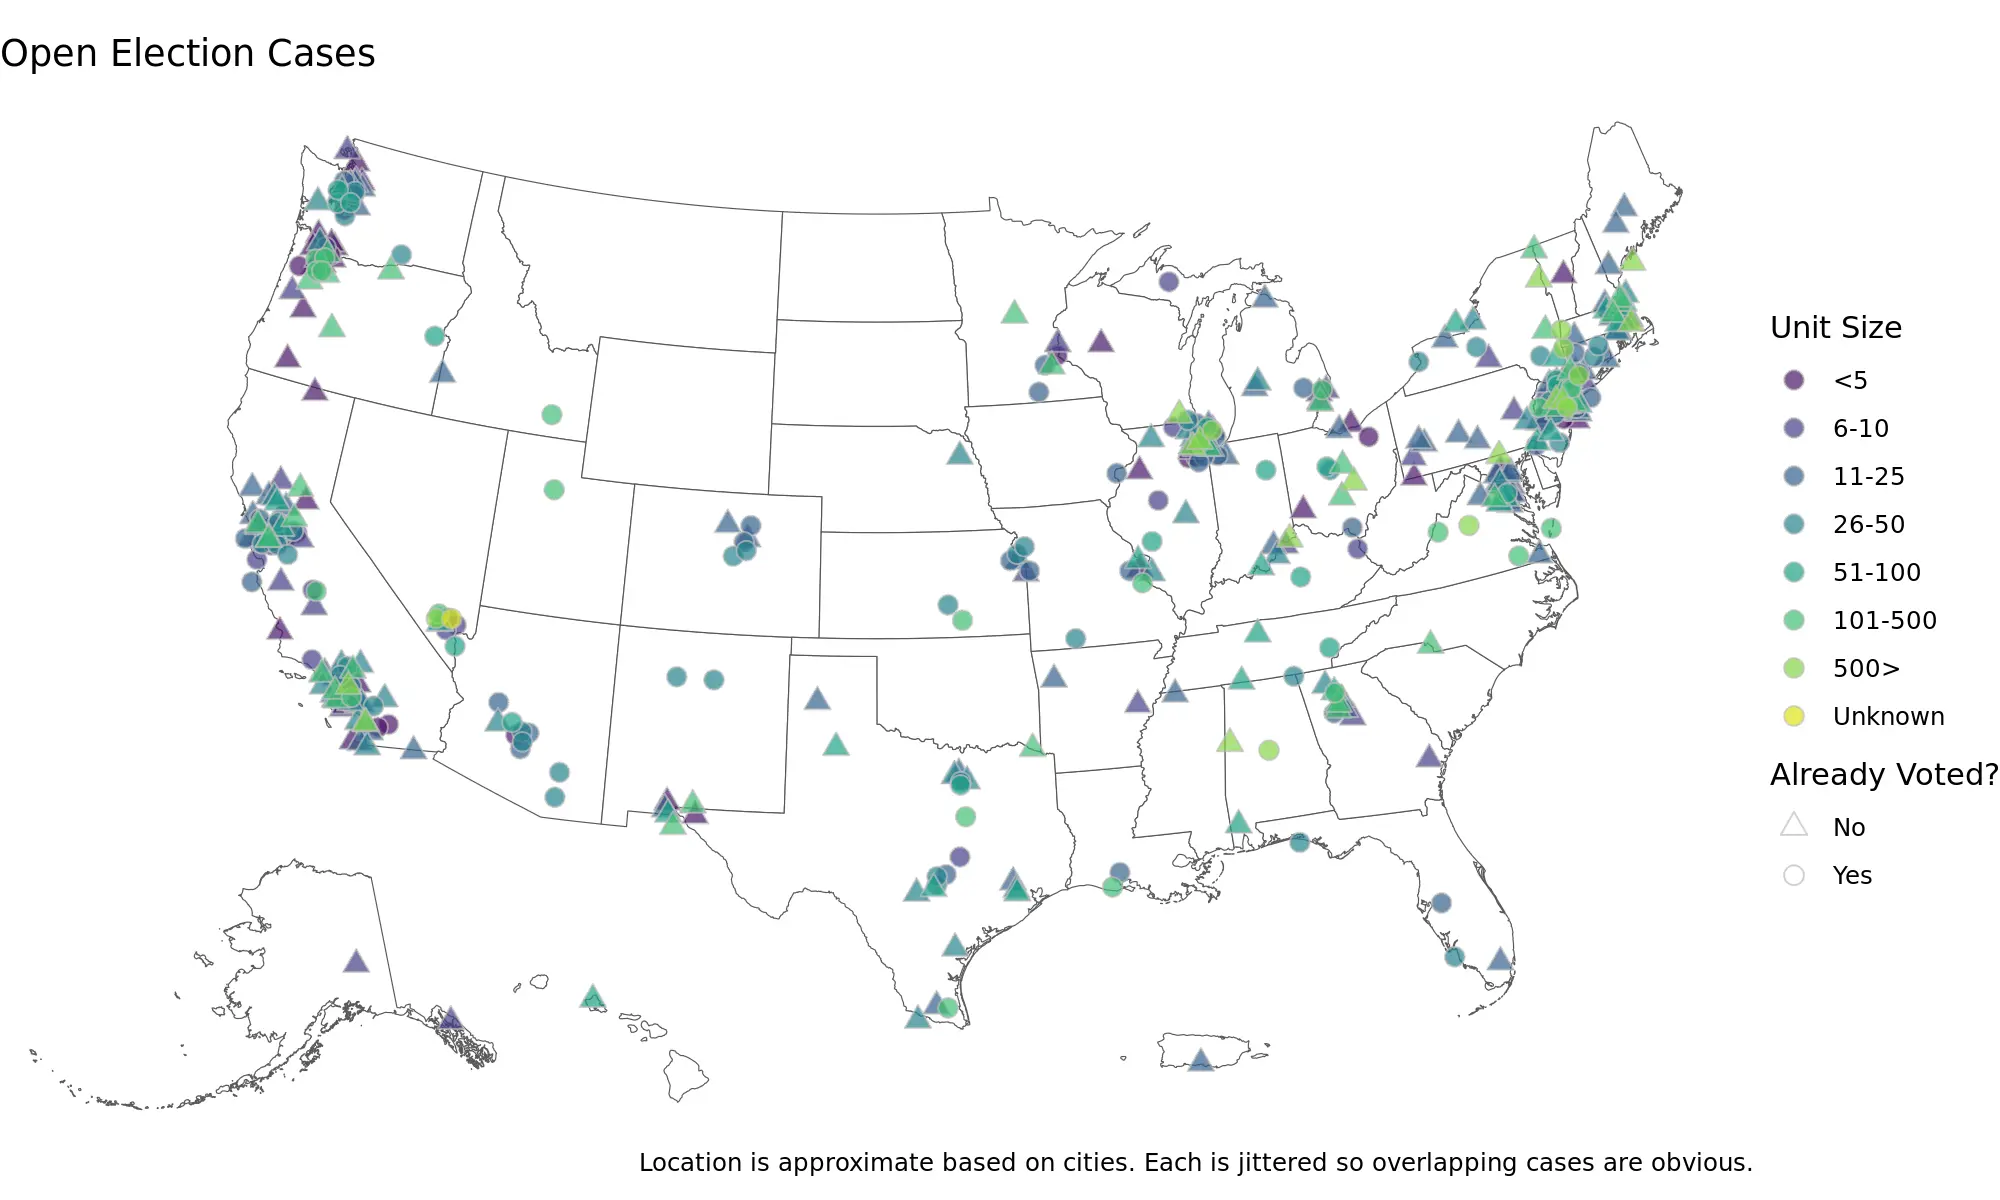 Open Election Cases
Unit Size
<5
6-10
11-25
26-50
51-100
101-500
500>
Unknown
Already Voted?
No
Yes
Location is approximate based on cities. Each is jittered so overlapping cases are obvious.